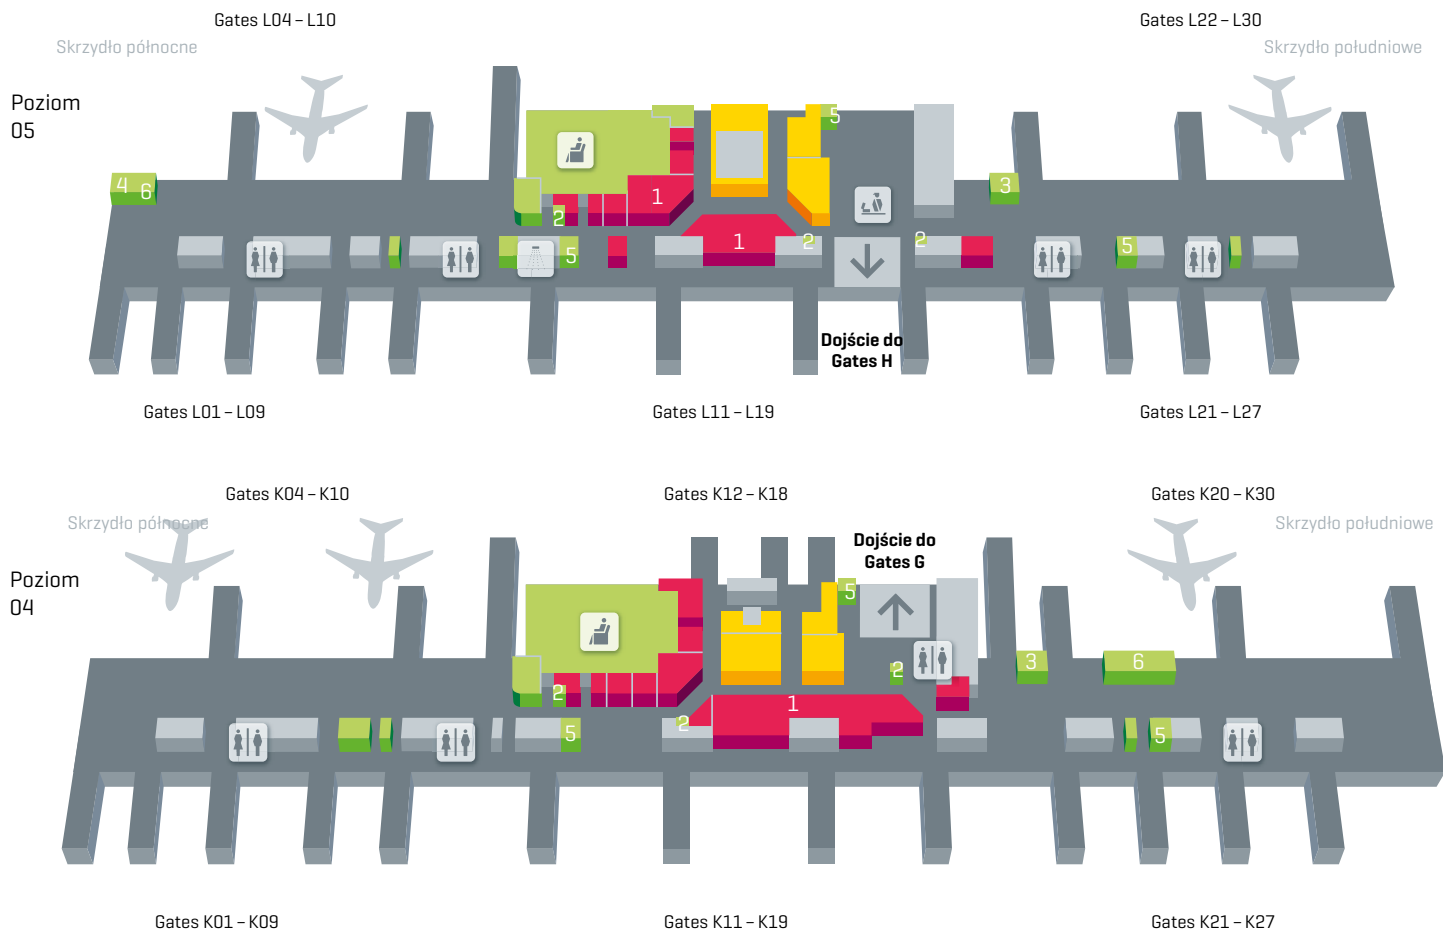 Gates L04 – L10
Gates L22 – L30
Skrzydło północne
Skrzydło południowe
Poziom
05
5
4
6
3
1
2
1
2
2
5
5
Dojście do
Gates H
Gates L01 – L09
Gates L11 – L19
Gates L21 – L27
Gates K04 – K10
Gates K12 – K18
Gates K20 – K30
Skrzydło północne
Skrzydło południowe
Dojście do
Gates G
Poziom
04
5
3
6
2
2
1
2
5
5
Gates K01 – K09
Gates K11 – K19
Gates K21 – K27